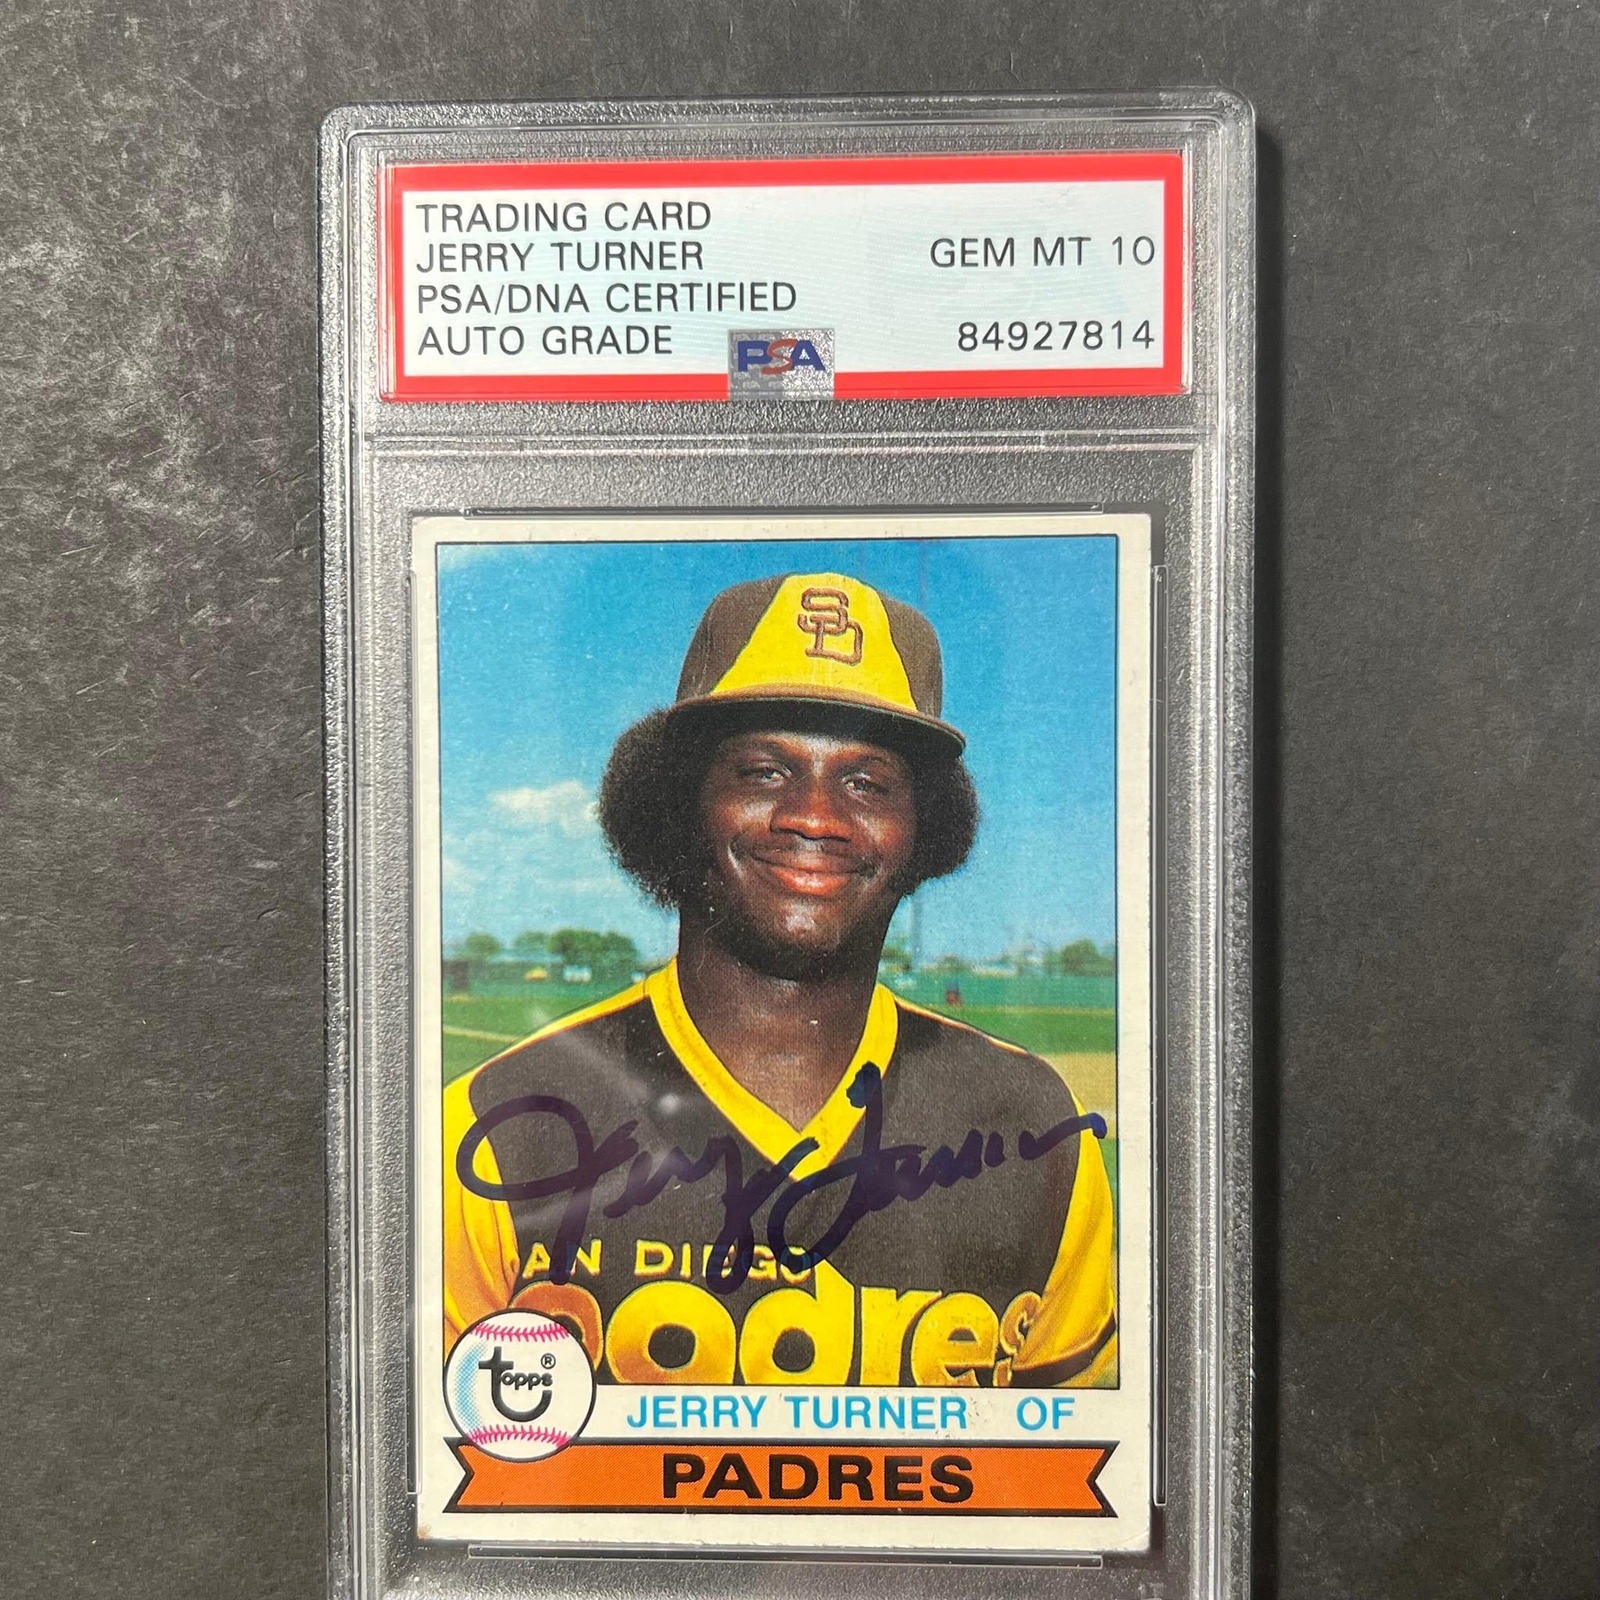 TRADING CARD
JERRY TURNER
GEM MT 10
PSA/DNA CERTIFIED
AUTO GRADE
84927814
PSA
SD
Jerry Turner
AN DIEGO
padres
topps®
JERRY TURNER OF
PADRES